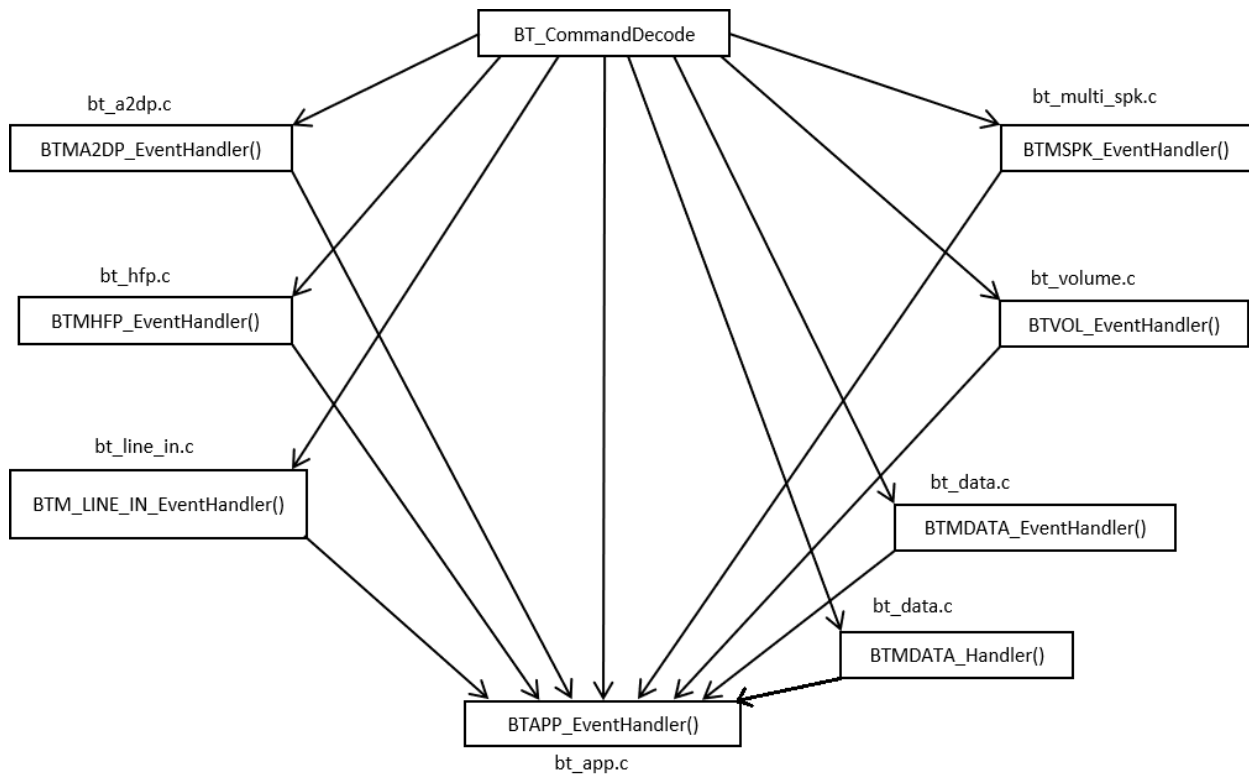 BT_CommandDecode
bt_a2dp.c
BTMA2DP_EventHandler()
bt_multi_spk.c
BTMSPK_EventHandler()
bt_hfp.c
BTMHFP_EventHandler()
bt_volume.c
BTVOL_EventHandler()
bt_line_in.c
BTM_LINE_IN_EventHandler()
bt_data.c
BTMDATA_EventHandler()
bt_data.c
BTMDATA_Handler()
BTAPP_EventHandler()
bt_app.c